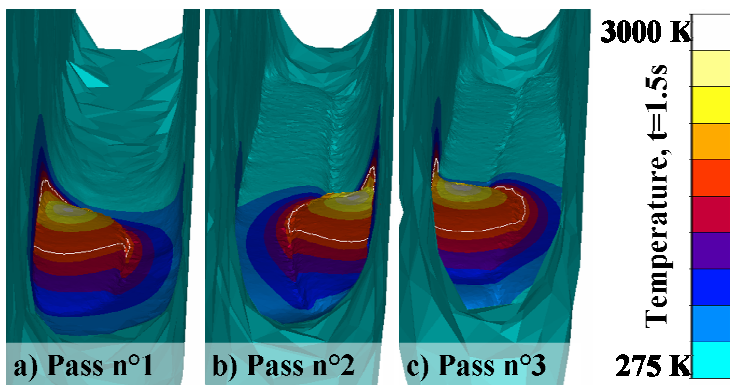 3000 K
Temperature, t=1.5s
275 K
a) Pass n°1
b) Pass n°2
c) Pass n°3